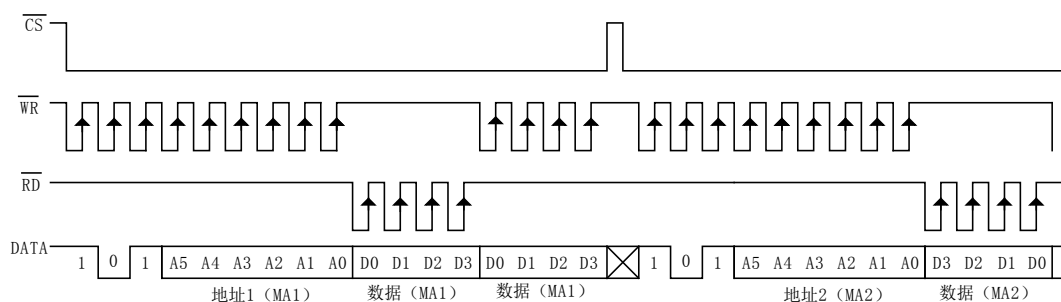 CS
WR
RD
DATA 1 0 1 A5 A4 A3 A2 A1 A0 D0 D1 D2 D3 D0 D1 D2 D3 1 0 1 A5 A4 A3 A2 A1 A0 D3 D2 D1 D0
地址1（MA1） 数据（MA1） 数据（MA1） 地址2（MA2） 数据（MA2）